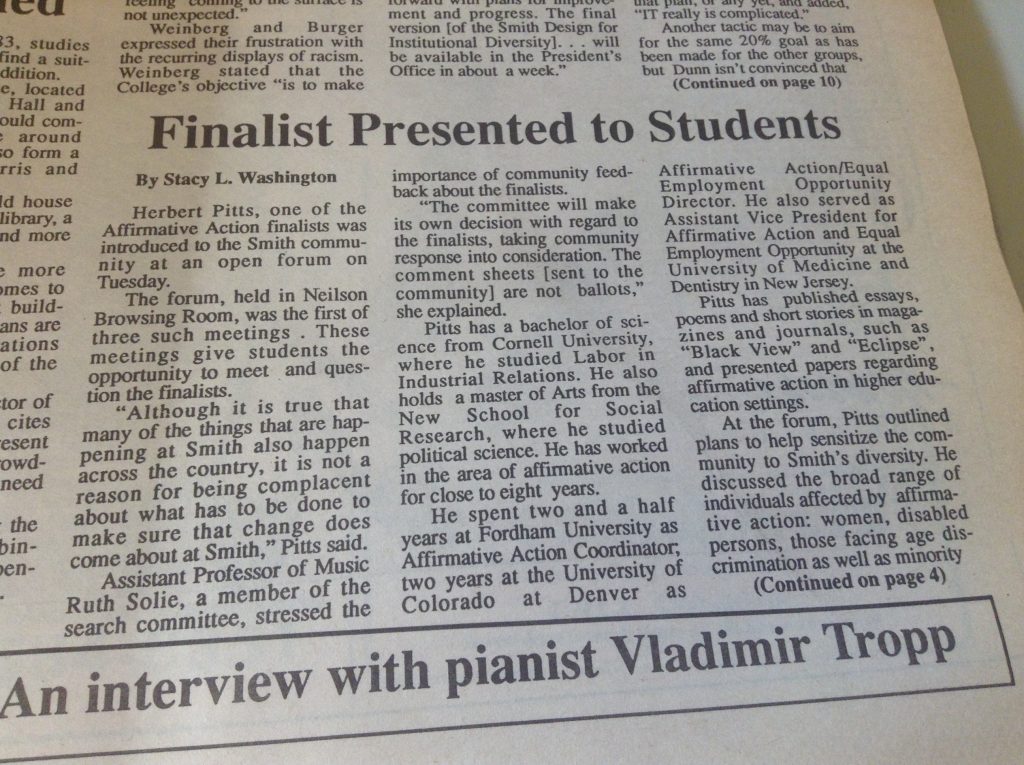 ed
33, studies
find a suit-
ddition.
e, located
Hall and
ould com-
e around
so form a
rris and
ld house
library, a
nd more
e more
omes to
build-
ans are
ations
of the
tor of
cites
resent
rowd-
need
the
bin-
pen-
feeling "coming to the surface is
not unexpected."
Weinberg and Burger
expressed their frustration with
the recurring displays of racism.
Weinberg stated that the
College's objective "is to make
forward with plans for improve-
ment and progress. The final
version [of the Smith Design for
Institutional Diversity]. . . will
be available in the President's
Office in about a week."
that plan, or any yet, and added,
"IT really is complicated."
Another tactic may be to aim
for the same 20% goal as has
been made for the other groups,
but Dunn isn't convinced that
(Continued on page 10)
Finalist Presented to Students
By Stacy L. Washington
Herbert Pitts, one of the
Affirmative Action finalists was
introduced to the Smith commu-
nity at an open forum on
Tuesday.
The forum, held in Neilson
Browsing Room, was the first of
three such meetings . These
meetings give students the
opportunity to meet and ques-
tion the finalists.
"Although it is true that
many of the things that are hap-
pening at Smith also happen
across the country, it is not a
reason for being complacent
about what has to be done to
make sure that change does
come about at Smith," Pitts said.
Assistant Professor of Music
Ruth Solie, a member of the
search committee, stressed the
importance of community feed-
back about the finalists.
"The committee will make
its own decision with regard to
the finalists, taking community
response into consideration. The
comment sheets [sent to the
community] are not ballots,"
she explained.
Pitts has a bachelor of sci-
ence from Cornell University,
where he studied Labor in
Industrial Relations. He also
holds a master of Arts from the
New School for Social
Research, where he studied
political science. He has worked
in the area of affirmative action
for close to eight years.
He spent two and a half
years at Fordham University as
Affirmative Action Coordinator;
two years at the University of
Colorado at Denver as
Affirmative Action/Equal
Employment Opportunity
Director. He also served as
Assistant Vice President for
Affirmative Action and Equal
Employment Opportunity at the
University of Medicine and
Dentistry in New Jersey.
Pitts has published essays,
poems and short stories in maga-
zines and journals, such as
"Black View" and "Eclipse",
and presented papers regarding
affirmative action in higher edu-
cation settings.
At the forum, Pitts outlined
plans to help sensitize the com-
munity to Smith's diversity. He
discussed the broad range of
individuals affected by affirma-
tive action: women, disabled
persons, those facing age dis-
crimination as well as minority
(Continued on page 4)
An interview with pianist Vladimir Tropp